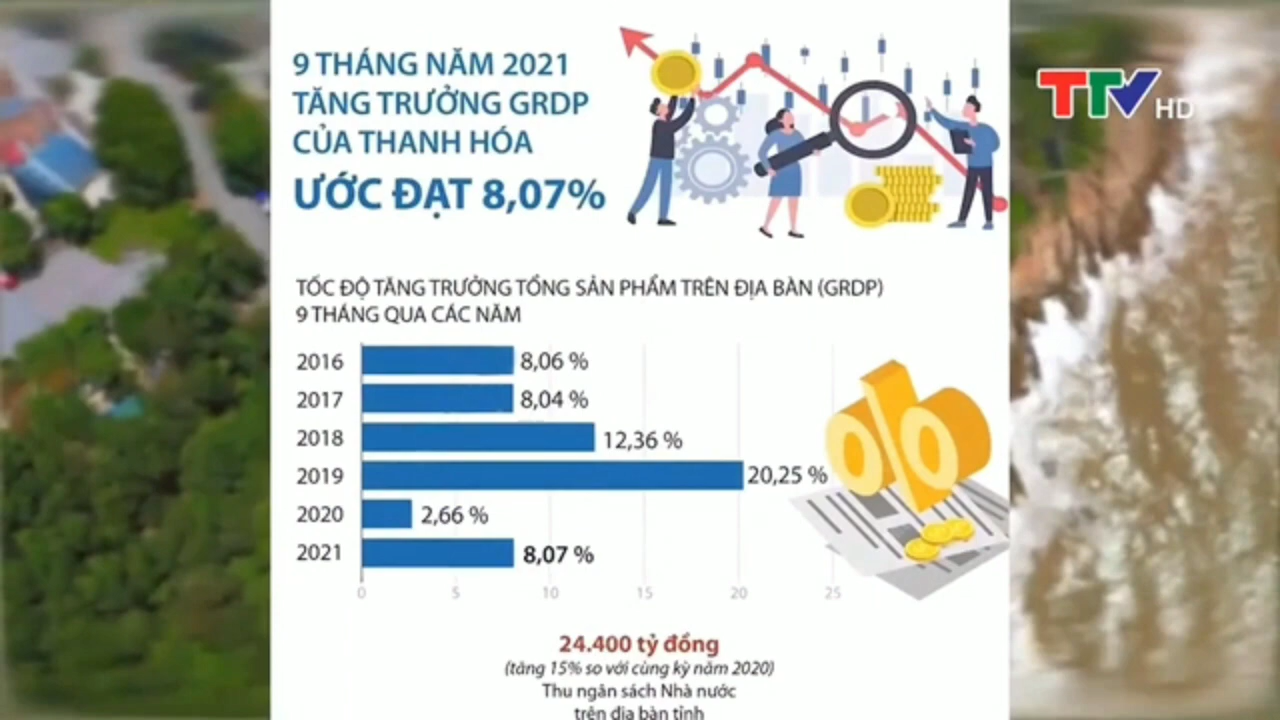 9 THÁNG NĂM 2021
TĂNG TRƯỞNG GRDP
CỦA THANH HÓA
ƯỚC ĐẠT 8,07%
TTV HD
TỐC ĐỘ TĂNG TRƯỞNG TỔNG SẢN PHẨM TRÊN ĐỊA BÀN (GRDP)
9 THÁNG QUA CÁC NĂM
2016 8,06 %
2017 8,04 %
2018 12,36 %
2019 20,25 %
2020 2,66 %
2021 8,07 %
0 5 10 15 20 25
24.400 tỷ đồng
(tăng 15% so với cùng kỳ năm 2020)
Thu ngân sách Nhà nước
trên địa bàn tỉnh